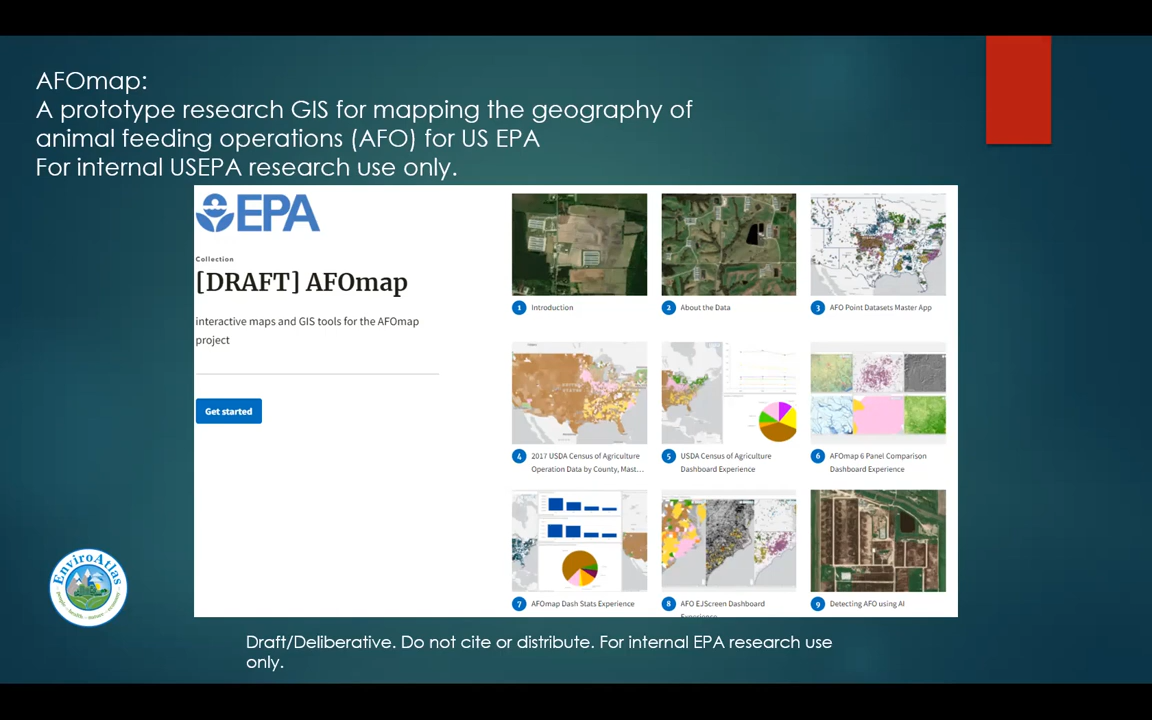 AFOmap:
A prototype research GIS for mapping the geography of
animal feeding operations (AFO) for US EPA
For internal USEPA research use only.
EPA
Collection
[DRAFT] AFOmap
interactive maps and GIS tools for the AFOmap
project
Get started
1 Introduction
2 About the Data
3 AFO Point Datasets Master App
4 2017 USDA Census of Agriculture
Operation Data by County, Mast...
5 USDA Census of Agriculture
Dashboard Experience
6 AFOmap 6 Panel Comparison
Dashboard Experience
7 AFOmap Dash Stats Experience
8 AFO EJScreen Dashboard
Experience
9 Detecting AFO using AI
EnviroAtlas
Draft/Deliberative. Do not cite or distribute. For internal EPA research use
only.